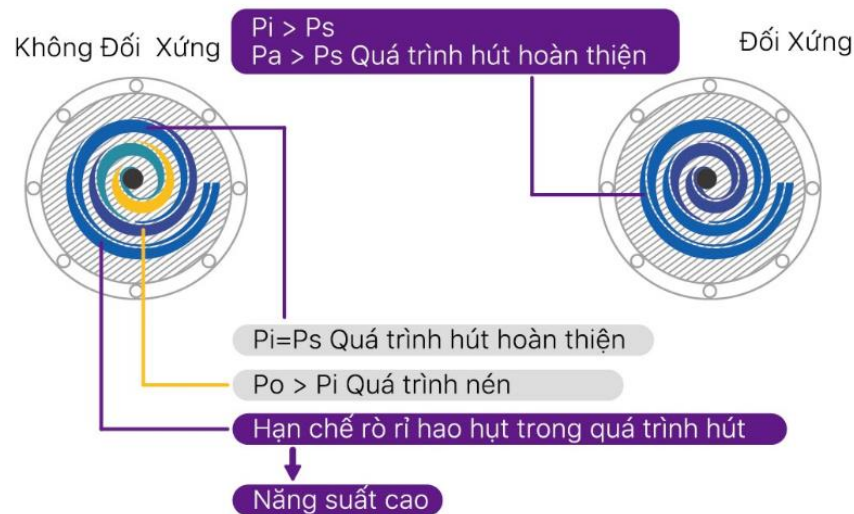 Không Đối Xứng
Pi > Ps
Pa > Ps Quá trình hút hoàn thiện
Đối Xứng
Pi=Ps Quá trình hút hoàn thiện
Po > Pi Quá trình nén
Hạn chế rò rỉ hao hụt trong quá trình hút
Năng suất cao